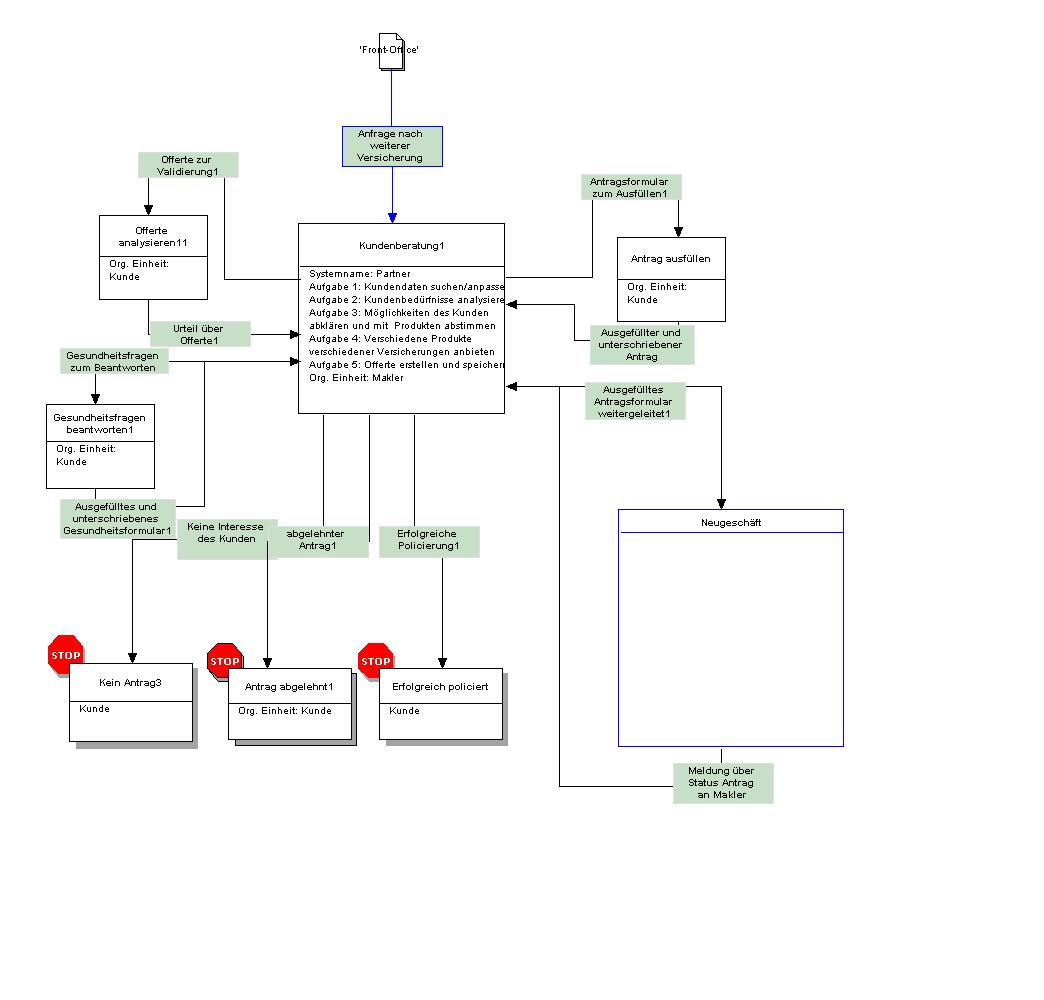 'Front-Office'
Anfrage nach
weiterer
Versicherung
Offerte zur
Validierung1
Antragsformular
zum Ausfüllen1
Offerte
analysieren11
Org. Einheit:
Kunde
Kundenberatung1
Systemname: Partner
Aufgabe 1: Kundendaten suchen/anpasse
Aufgabe 2: Kundenbedürfnisse analysiere
Aufgabe 3: Möglichkeiten des Kunden
abklären und mit Produkten abstimmen
Aufgabe 4: Verschiedene Produkte
verschiedener Versicherungen anbieten
Aufgabe 5: Offerte erstellen und speichern
Org. Einheit: Makler
Antrag ausfüllen
Org. Einheit:
Kunde
Urteil über
Offerte1
Ausgefüllter und
unterschriebener
Antrag
Gesundheitsfragen
zum Beantworten
Ausgefülltes
Antragsformular
weitergeleitet1
Gesundheitsfragen
beantworten1
Org. Einheit:
Kunde
Ausgefülltes und
unterschriebenes
Gesundheitsformular1
Keine Interesse
des Kunden
abgelehnter
Antrag1
Erfolgreiche
Policierung1
Neugeschäft
STOP
Kein Antrag3
Kunde
STOP
Antrag abgelehnt1
Org. Einheit: Kunde
STOP
Erfolgreich policiert
Kunde
Meldung über
Status Antrag
an Makler